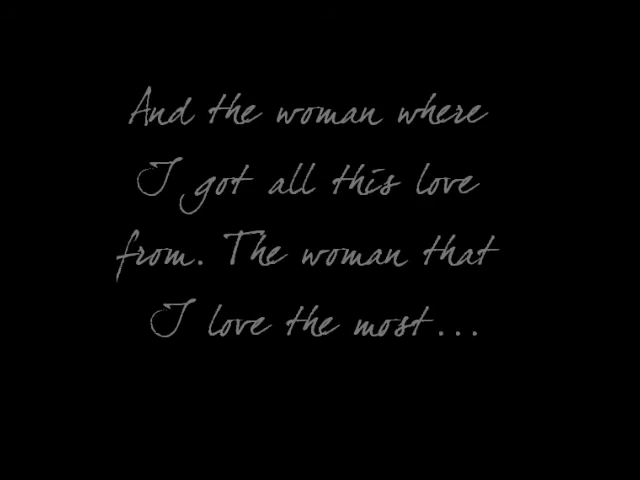 And the woman where
I got all this love
from. The woman that
I love the most...